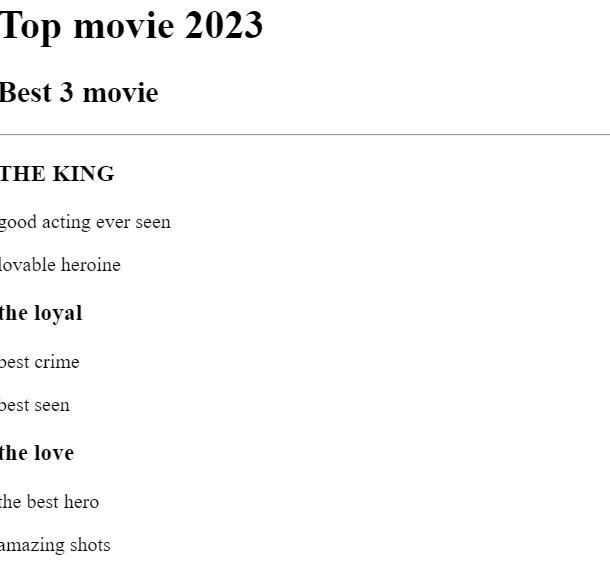 Top movie 2023
Best 3 movie
THE KING
good acting ever seen
lovable heroine
the loyal
best crime
best seen
the love
the best hero
amazing shots